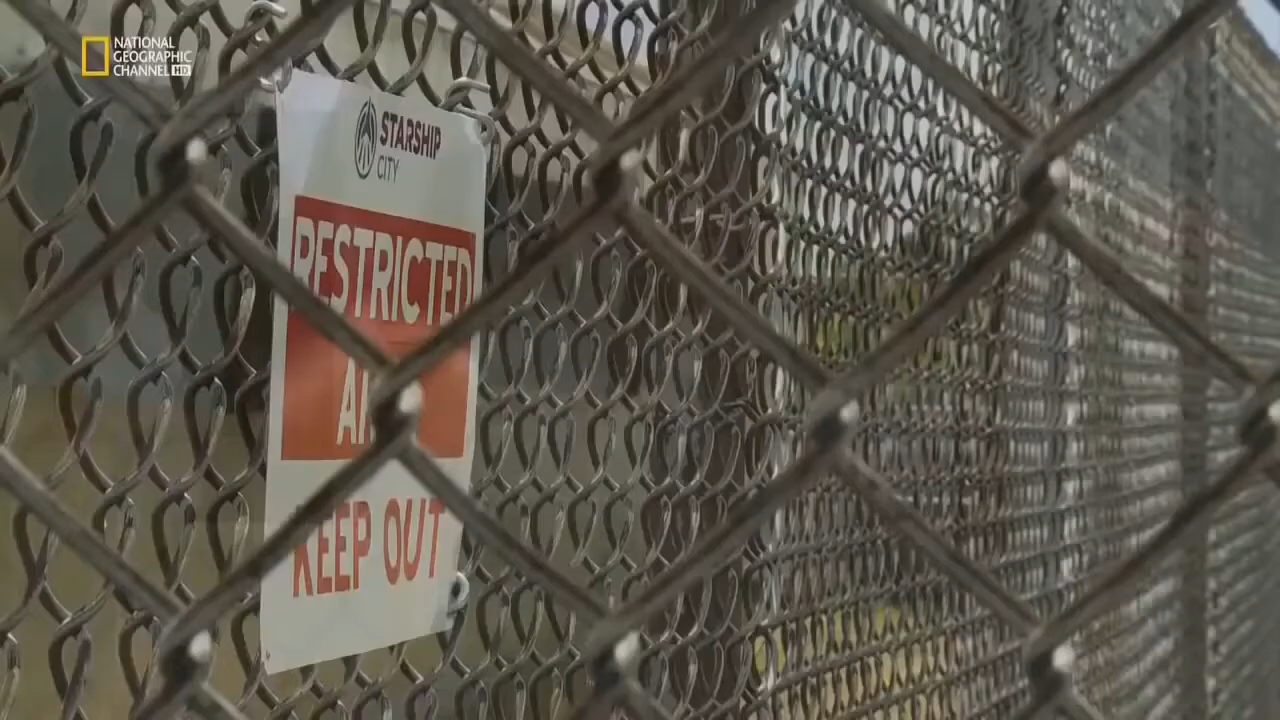 NATIONAL
GEOGRAPHIC
CHANNEL HD
STARSHIP
CITY
RESTRICTED
KEEP OUT